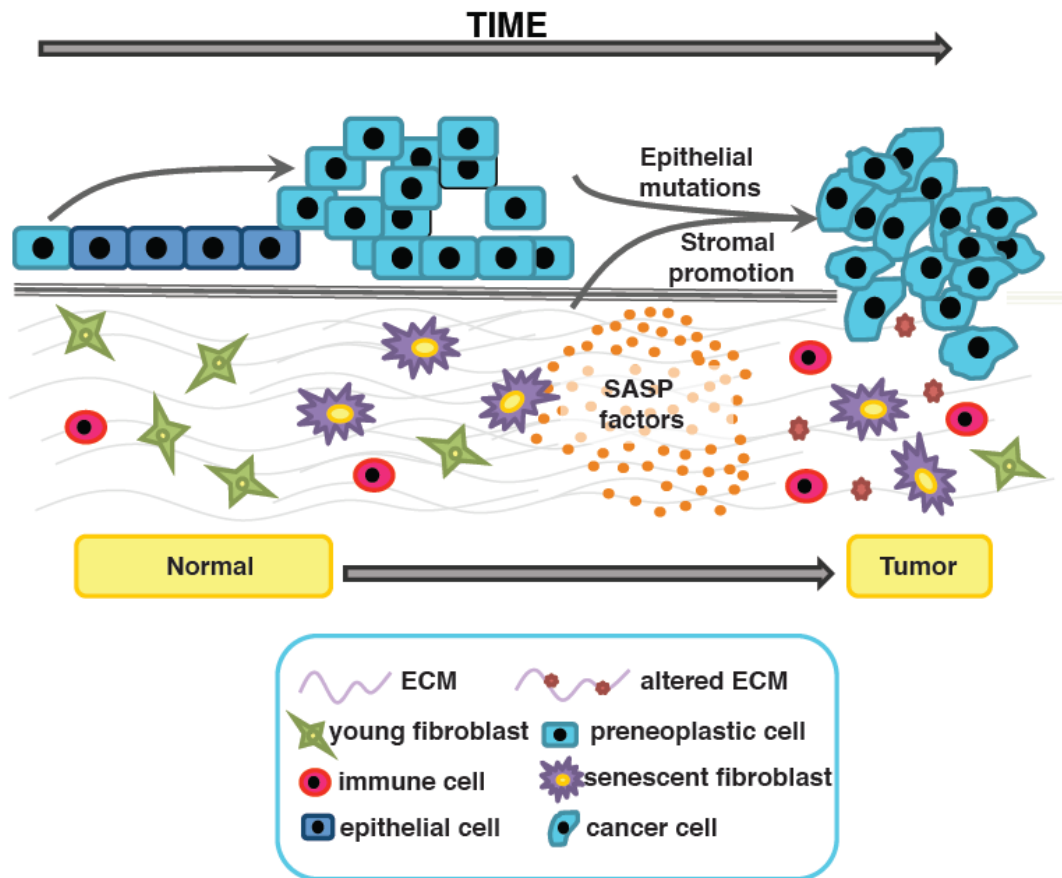 TIME
Epithelial
mutations
Stromal
promotion
SASP
factors
Normal
Tumor
ECM
altered ECM
young fibroblast
preneoplastic cell
immune cell
senescent fibroblast
epithelial cell
cancer cell